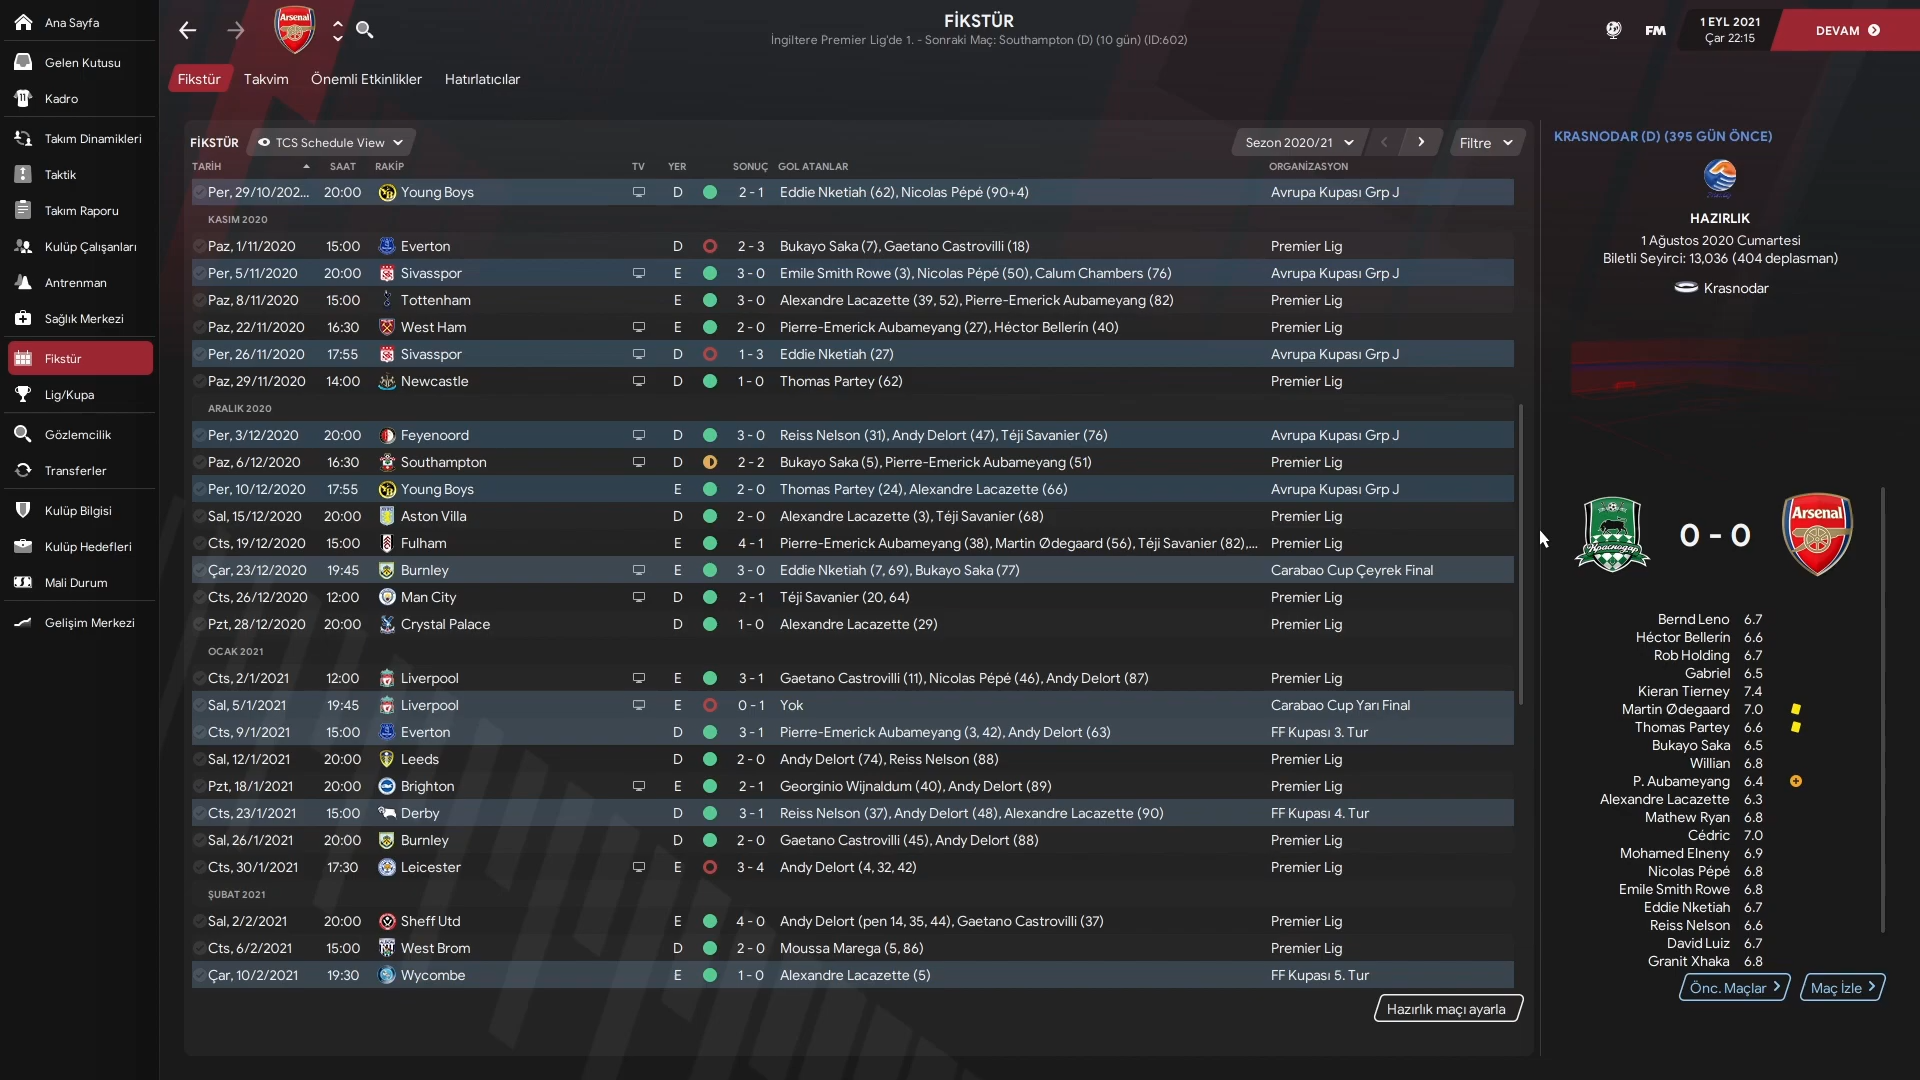 Ana Sayfa
Gelen Kutusu
Kadro
Takım Dinamikleri
Taktik
Takım Raporu
Kulüp Çalışanları
Antrenman
Sağlık Merkezi
Fikstür
Lig/Kupa
Gözlemcilik
Transferler
Kulüp Bilgisi
Kulüp Hedefleri
Mali Durum
Gelişim Merkezi
Arsenal
FİKSTÜR
İngiltere Premier Lig'de 1. - Sonraki Maç: Southampton (D) (10 gün) (ID:602)
FM
1 EYL 2021
Çar 22:15
DEVAM
Fikstür Takvim Önemli Etkinlikler Hatırlatıcılar
FİKSTÜR TCS Schedule View Sezon 2020/21 Filtre
TARİH SAAT RAKİP TV YER SONUÇ GOL ATANLAR ORGANİZASYON
Per, 29/10/202... 20:00 Young Boys D 2 - 1 Eddie Nketiah (62), Nicolas Pépé (90+4) Avrupa Kupası Grp J
KASIM 2020
Paz, 1/11/2020 15:00 Everton D 2 - 3 Bukayo Saka (7), Gaetano Castrovilli (18) Premier Lig
Per, 5/11/2020 20:00 Sivasspor E 3 - 0 Emile Smith Rowe (3), Nicolas Pépé (50), Calum Chambers (76) Avrupa Kupası Grp J
Paz, 8/11/2020 15:00 Tottenham E 3 - 0 Alexandre Lacazette (39, 52), Pierre-Emerick Aubameyang (82) Premier Lig
Paz, 22/11/2020 16:30 West Ham E 2 - 0 Pierre-Emerick Aubameyang (27), Héctor Bellerín (40) Premier Lig
Per, 26/11/2020 17:55 Sivasspor D 1 - 3 Eddie Nketiah (27) Avrupa Kupası Grp J
Paz, 29/11/2020 14:00 Newcastle D 1 - 0 Thomas Partey (62) Premier Lig
ARALIK 2020
Per, 3/12/2020 20:00 Feyenoord D 3 - 0 Reiss Nelson (31), Andy Delort (47), Téji Savanier (76) Avrupa Kupası Grp J
Paz, 6/12/2020 16:30 Southampton D 2 - 2 Bukayo Saka (5), Pierre-Emerick Aubameyang (51) Premier Lig
Per, 10/12/2020 17:55 Young Boys E 2 - 0 Thomas Partey (24), Alexandre Lacazette (66) Avrupa Kupası Grp J
Sal, 15/12/2020 20:00 Aston Villa D 2 - 0 Alexandre Lacazette (3), Téji Savanier (68) Premier Lig
Cts, 19/12/2020 15:00 Fulham E 4 - 1 Pierre-Emerick Aubameyang (38), Martin Ødegaard (56), Téji Savanier (82),... Premier Lig
Çar, 23/12/2020 19:45 Burnley E 3 - 0 Eddie Nketiah (7, 69), Bukayo Saka (77) Carabao Cup Çeyrek Final
Cts, 26/12/2020 12:00 Man City D 2 - 1 Téji Savanier (20, 64) Premier Lig
Pzt, 28/12/2020 20:00 Crystal Palace D 1 - 0 Alexandre Lacazette (29) Premier Lig
OCAK 2021
Cts, 2/1/2021 12:00 Liverpool E 3 - 1 Gaetano Castrovilli (11), Nicolas Pépé (46), Andy Delort (87) Premier Lig
Sal, 5/1/2021 19:45 Liverpool E 0 - 1 Yok Carabao Cup Yarı Final
Cts, 9/1/2021 15:00 Everton D 3 - 1 Pierre-Emerick Aubameyang (3, 42), Andy Delort (63) FF Kupası 3. Tur
Sal, 12/1/2021 20:00 Leeds D 2 - 0 Andy Delort (74), Reiss Nelson (88) Premier Lig
Pzt, 18/1/2021 20:00 Brighton E 2 - 1 Georginio Wijnaldum (40), Andy Delort (89) Premier Lig
Cts, 23/1/2021 15:00 Derby D 3 - 1 Reiss Nelson (37), Andy Delort (48), Alexandre Lacazette (90) FF Kupası 4. Tur
Sal, 26/1/2021 20:00 Burnley D 2 - 0 Gaetano Castrovilli (45), Andy Delort (88) Premier Lig
Cts, 30/1/2021 17:30 Leicester E 3 - 4 Andy Delort (4, 32, 42) Premier Lig
ŞUBAT 2021
Sal, 2/2/2021 20:00 Sheff Utd E 4 - 0 Andy Delort (pen 14, 35, 44), Gaetano Castrovilli (37) Premier Lig
Cts, 6/2/2021 15:00 West Brom D 2 - 0 Moussa Marega (5, 86) Premier Lig
Çar, 10/2/2021 19:30 Wycombe E 1 - 0 Alexandre Lacazette (5) FF Kupası 5. Tur
Hazırlık maçı ayarla
KRASNODAR (D) (395 GÜN ÖNCE)
HAZIRLIK
1 Ağustos 2020 Cumartesi
Biletli Seyirci: 13,036 (404 deplasman)
Krasnodar
Краснодар 0 - 0 Arsenal
Bernd Leno 6.7
Héctor Bellerín 6.6
Rob Holding 6.7
Gabriel 6.5
Kieran Tierney 7.4
Martin Ødegaard 7.0
Thomas Partey 6.6
Bukayo Saka 6.5
Willian 6.8
P. Aubameyang 6.4
Alexandre Lacazette 6.3
Mathew Ryan 6.8
Cédric 7.0
Mohamed Elneny 6.9
Nicolas Pépé 6.8
Emile Smith Rowe 6.8
Eddie Nketiah 6.7
Reiss Nelson 6.6
David Luiz 6.7
Granit Xhaka 6.8
Önc. Maçlar Maç İzle